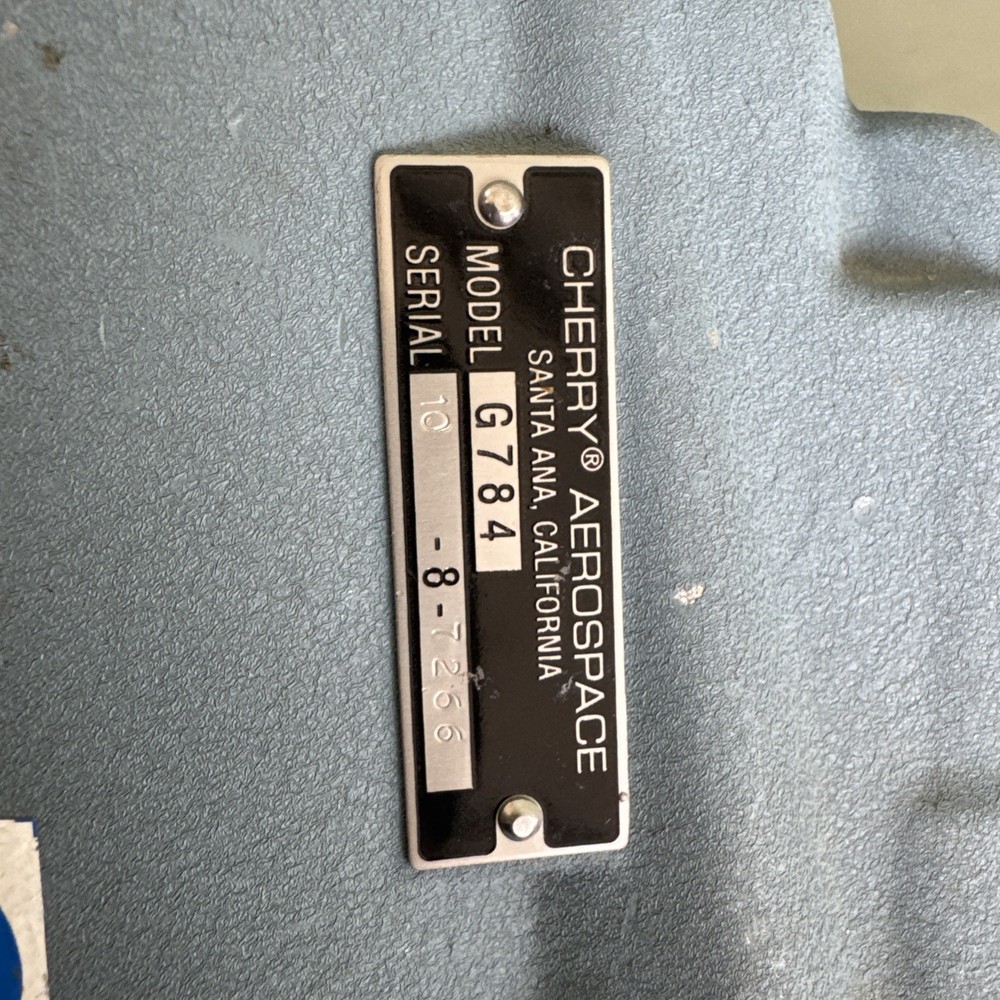 CHERRY® AEROSPACE
SANTA ANA, CALIFORNIA
MODEL G784
SERIAL 10 -8-7266